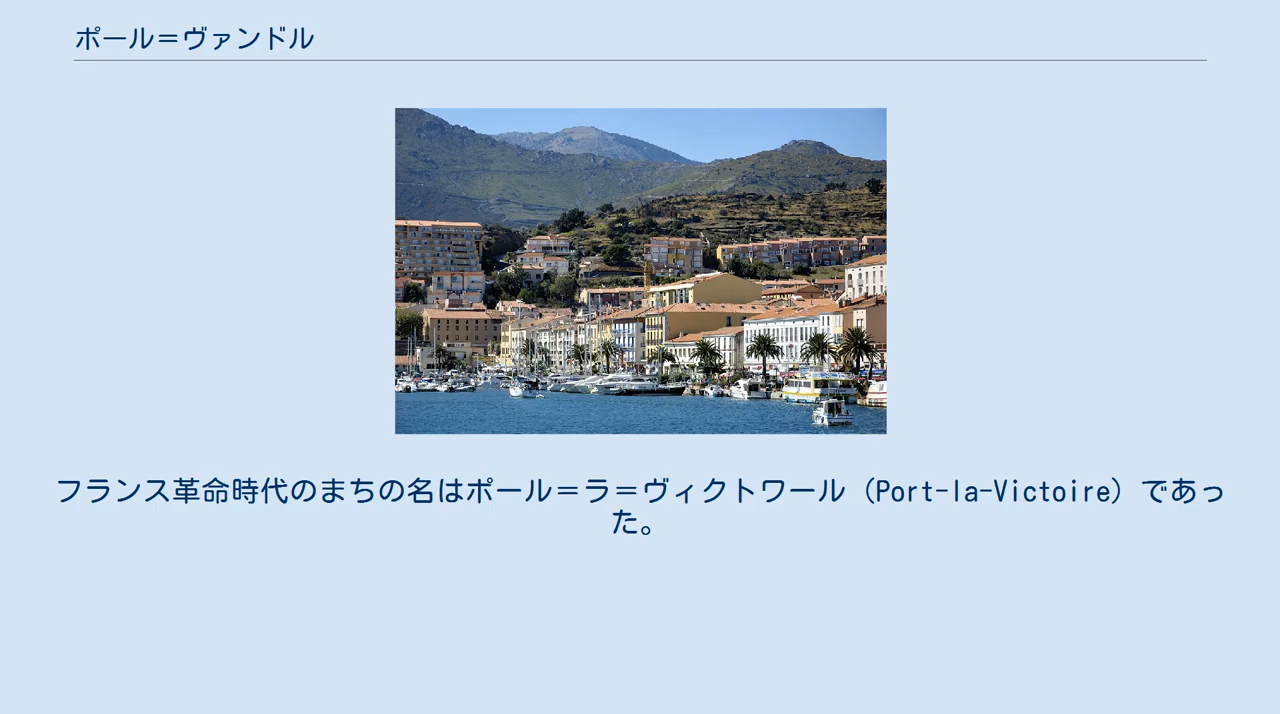 ポール＝ヴァンドル
フランス革命時代のまちの名はポール＝ラ＝ヴィクトワール（Port-la-Victoire）であっ
た。